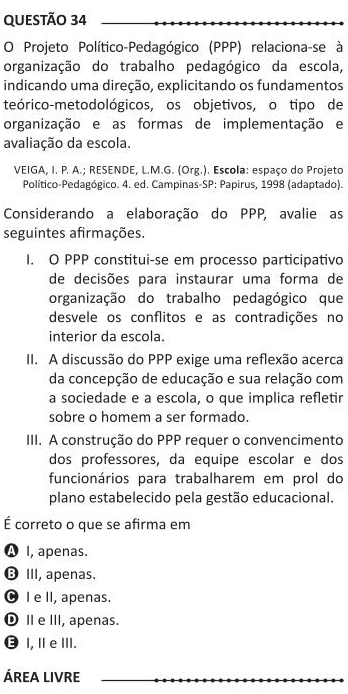 QUESTÃO 34
O Projeto Político-Pedagógico (PPP) relaciona-se à
organização do trabalho pedagógico da escola,
indicando uma direção, explicitando os fundamentos
teórico-metodológicos, os objetivos, o tipo de
organização e as formas de implementação e
avaliação da escola.
VEIGA, I. P. A.; RESENDE, L.M.G. (Org.). Escola: espaço do Projeto
Político-Pedagógico. 4. ed. Campinas-SP: Papirus, 1998 (adaptado).
Considerando a elaboração do PPP, avalie as
seguintes afirmações.
I. O PPP constitui-se em processo participativo
de decisões para instaurar uma forma de
organização do trabalho pedagógico que
desvele os conflitos e as contradições no
interior da escola.
II. A discussão do PPP exige uma reflexão acerca
da concepção de educação e sua relação com
a sociedade e a escola, o que implica refletir
sobre o homem a ser formado.
III. A construção do PPP requer o convencimento
dos professores, da equipe escolar e dos
funcionários para trabalharem em prol do
plano estabelecido pela gestão educacional.
É correto o que se afirma em
A I, apenas.
B III, apenas.
C I e II, apenas.
D II e III, apenas.
E I, II e III.
ÁREA LIVRE